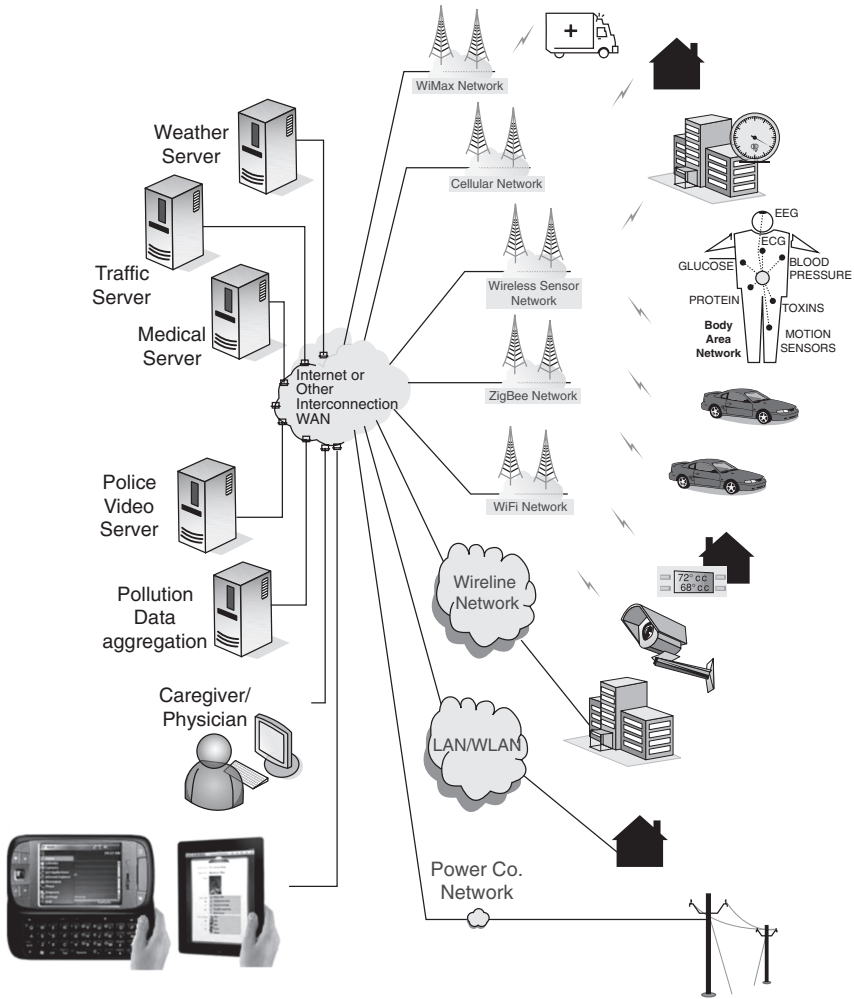 WiMax Network
Weather
Server
Cellular Network
Traffic
Server
EEG
ECG
GLUCOSE
BLOOD
PRESSURE
PROTEIN
TOXINS
Body
Area
Network
MOTION
SENSORS
Wireless Sensor
Network
Medical
Server
Internet or
Other
Interconnection
WAN
ZigBee Network
WiFi Network
Police
Video
Server
Wireline
Network
72° c c
68° c c
Pollution
Data
aggregation
Caregiver/
Physician
LAN/WLAN
Power Co.
Network